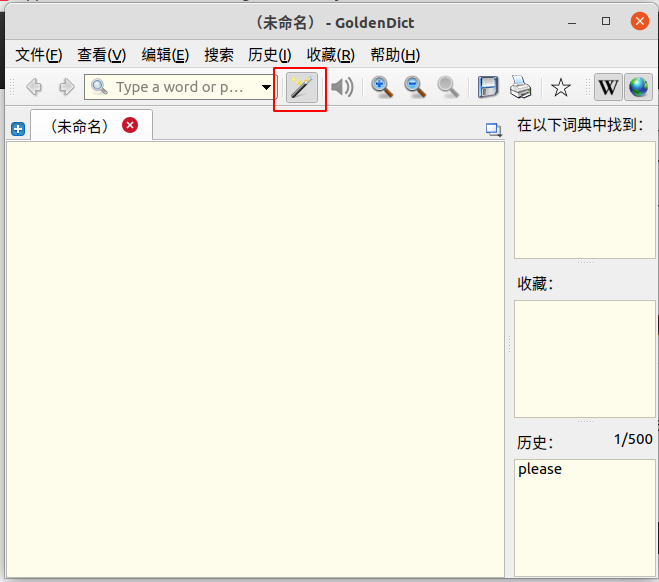 （未命名） - GoldenDict
文件(F) 查看(V) 编辑(E) 搜索 历史(I) 收藏(R) 帮助(H)
Type a word or p...
W
（未命名）
在以下词典中找到：
收藏：
历史： 1/500
please